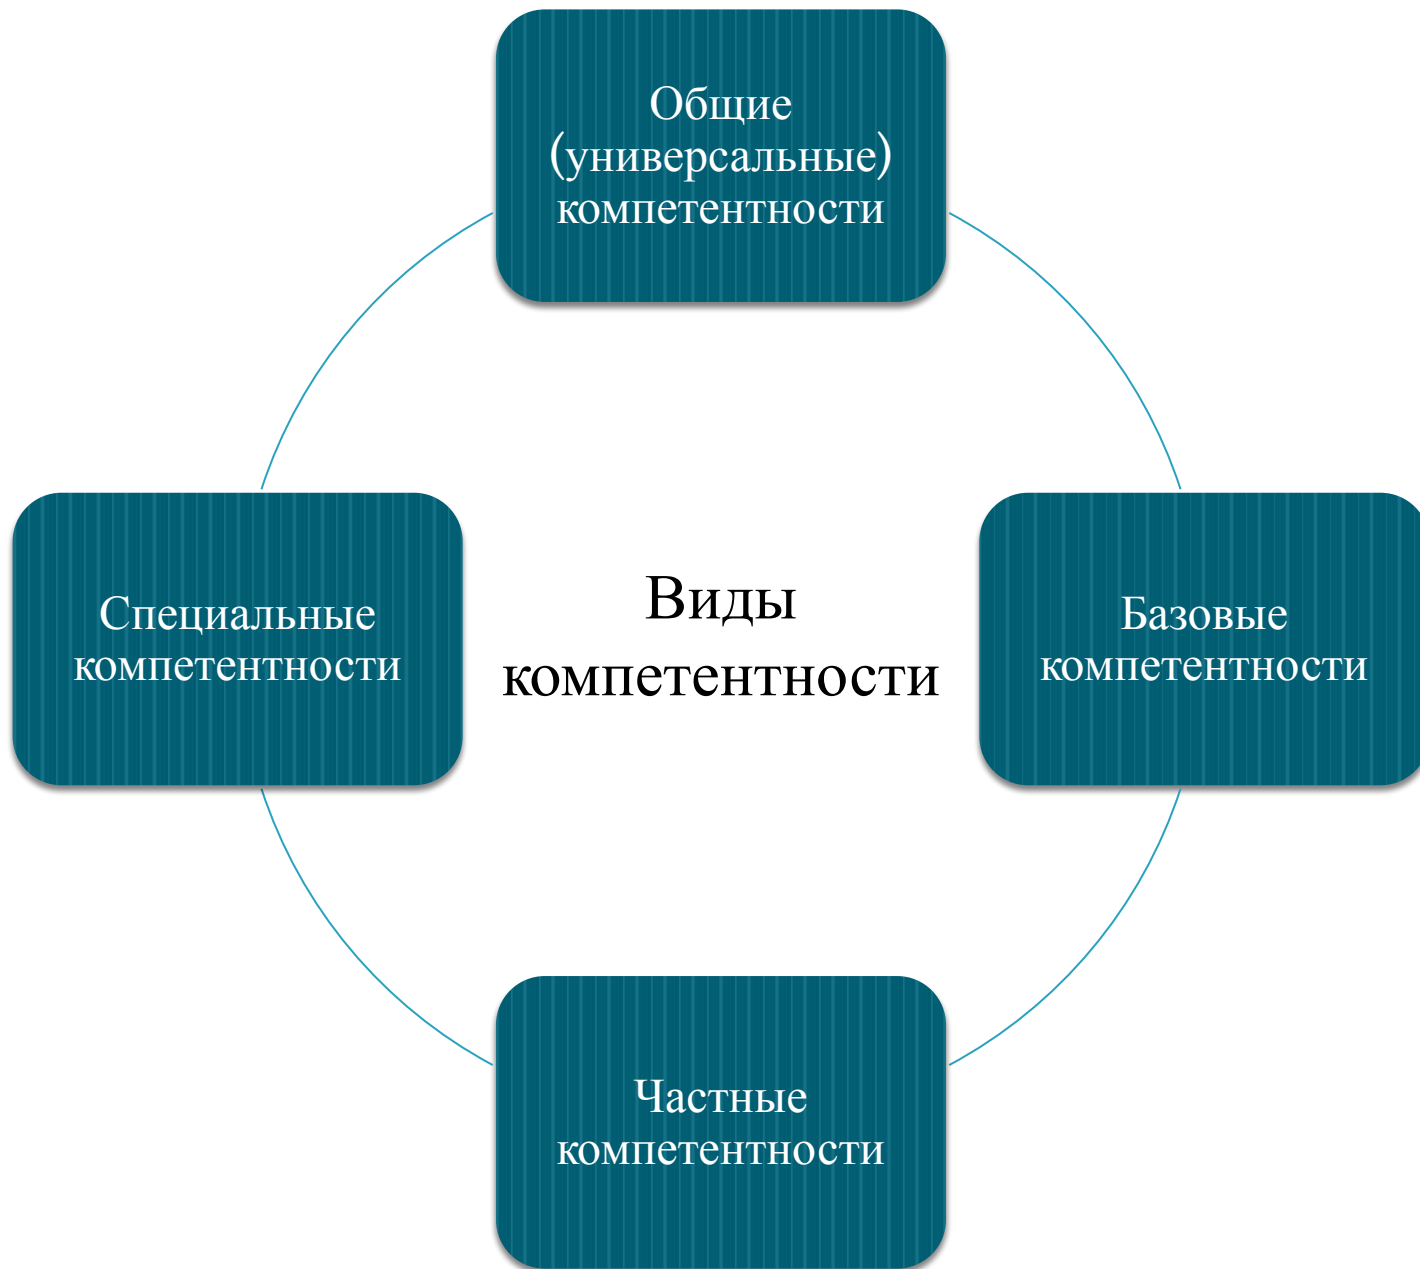 Общие
(универсальные)
компетентности
Специальные
компетентности
Виды
компетентности
Базовые
компетентности
Частные
компетентности